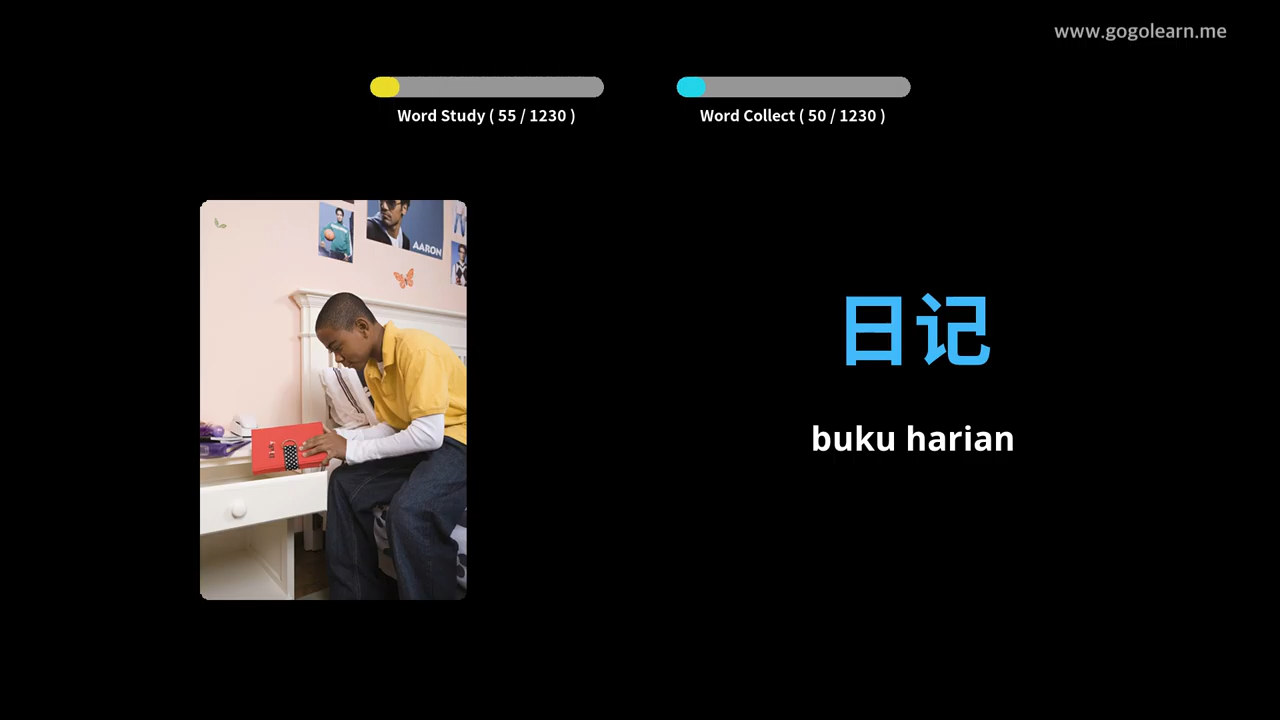 www.gogolearn.me
Word Study ( 55 / 1230 )
Word Collect ( 50 / 1230 )
AARON
日记
buku harian